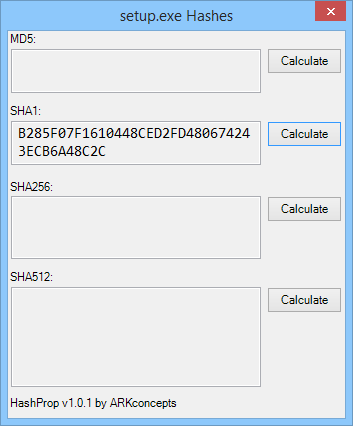 setup.exe Hashes
MD5:
Calculate
SHA1:
B285F07F1610448CED2FD48067424
3ECB6A48C2C
Calculate
SHA256:
Calculate
SHA512:
Calculate
HashProp v1.0.1 by ARKconcepts